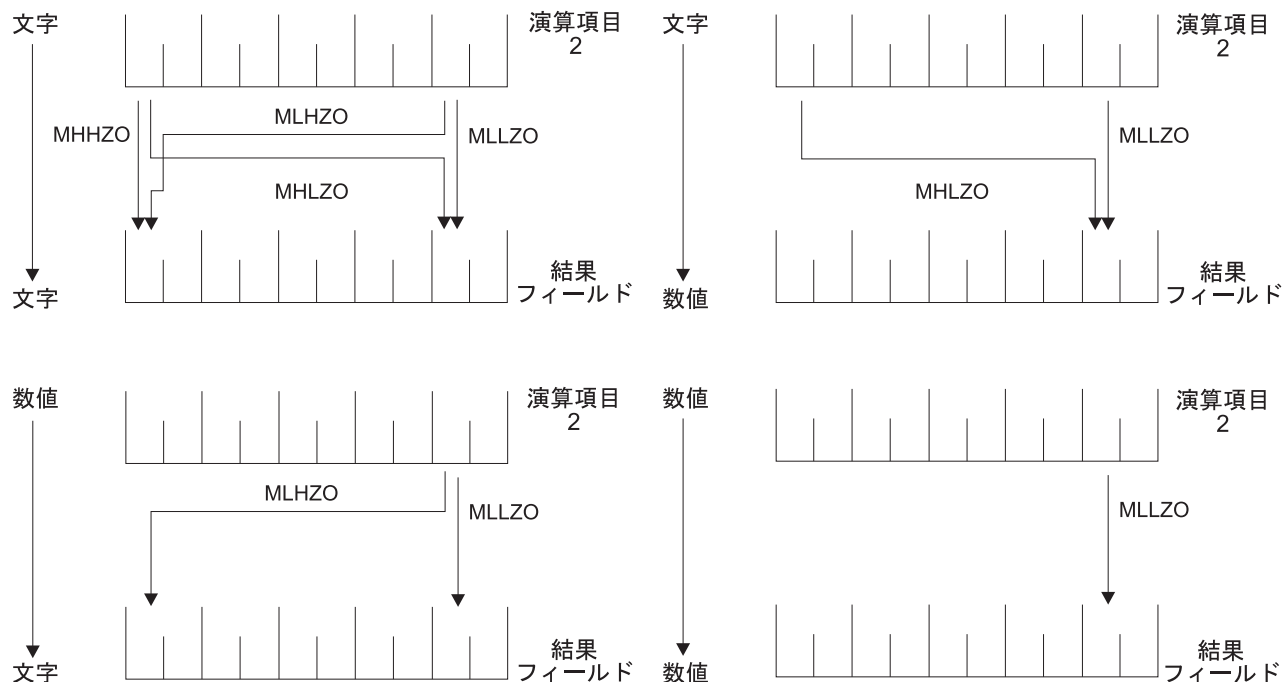 文字
演算項目
2
MHHZO
MLHZO
MLLZO
MHLZO
文字
結果
フィールド
文字
演算項目
2
MLLZO
MHLZO
数値
結果
フィールド
数値
演算項目
2
MLHZO
MLLZO
文字
結果
フィールド
数値
演算項目
2
MLLZO
数値
結果
フィールド